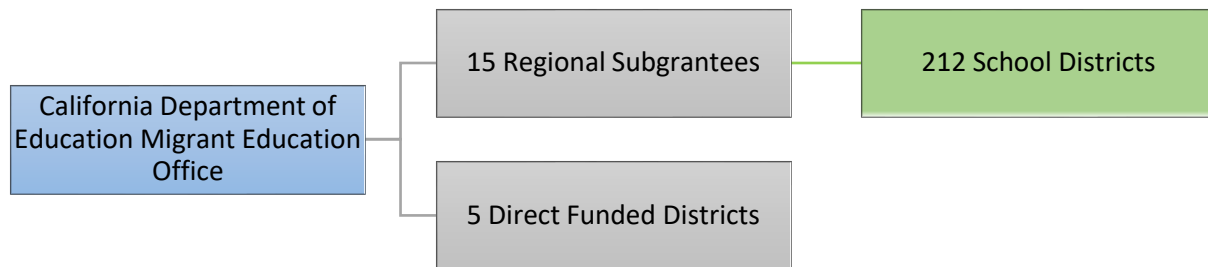 California Department of
Education Migrant Education
Office
15 Regional Subgrantees
212 School Districts
5 Direct Funded Districts